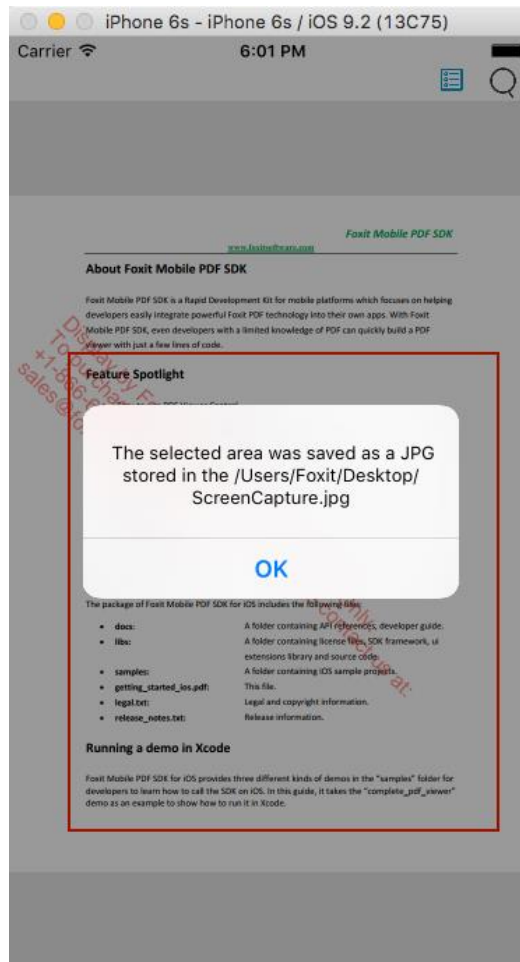 iPhone 6s - iPhone 6s / iOS 9.2 (13C75)
Carrier 6:01 PM
Foxit Mobile PDF SDK
www.foxitsoftware.com
About Foxit Mobile PDF SDK
Foxit Mobile PDF SDK is a Rapid Development Kit for mobile platforms which focuses on helping
developers easily integrate powerful Foxit PDF technology into their own apps. With Foxit
Mobile PDF SDK, even developers with a limited knowledge of PDF can quickly build a PDF
viewer with just a few lines of code.
Feature Spotlight
The selected area was saved as a JPG
stored in the /Users/Foxit/Desktop/
ScreenCapture.jpg
OK
The package of Foxit Mobile PDF SDK for iOS includes the following files:
• docs: A folder containing API references, developer guide.
• libs: A folder containing license files, SDK framework, ui
extensions library and source code.
• samples: A folder containing iOS sample projects.
• getting_started_ios.pdf: This file.
• legal.txt: Legal and copyright information.
• release_notes.txt: Release information.
Running a demo in Xcode
Foxit Mobile PDF SDK for iOS provides three different kinds of demos in the "samples" folder for
developers to learn how to call the SDK on iOS. In this guide, it takes the "complete_pdf_viewer"
demo as an example to show how to run it in Xcode.